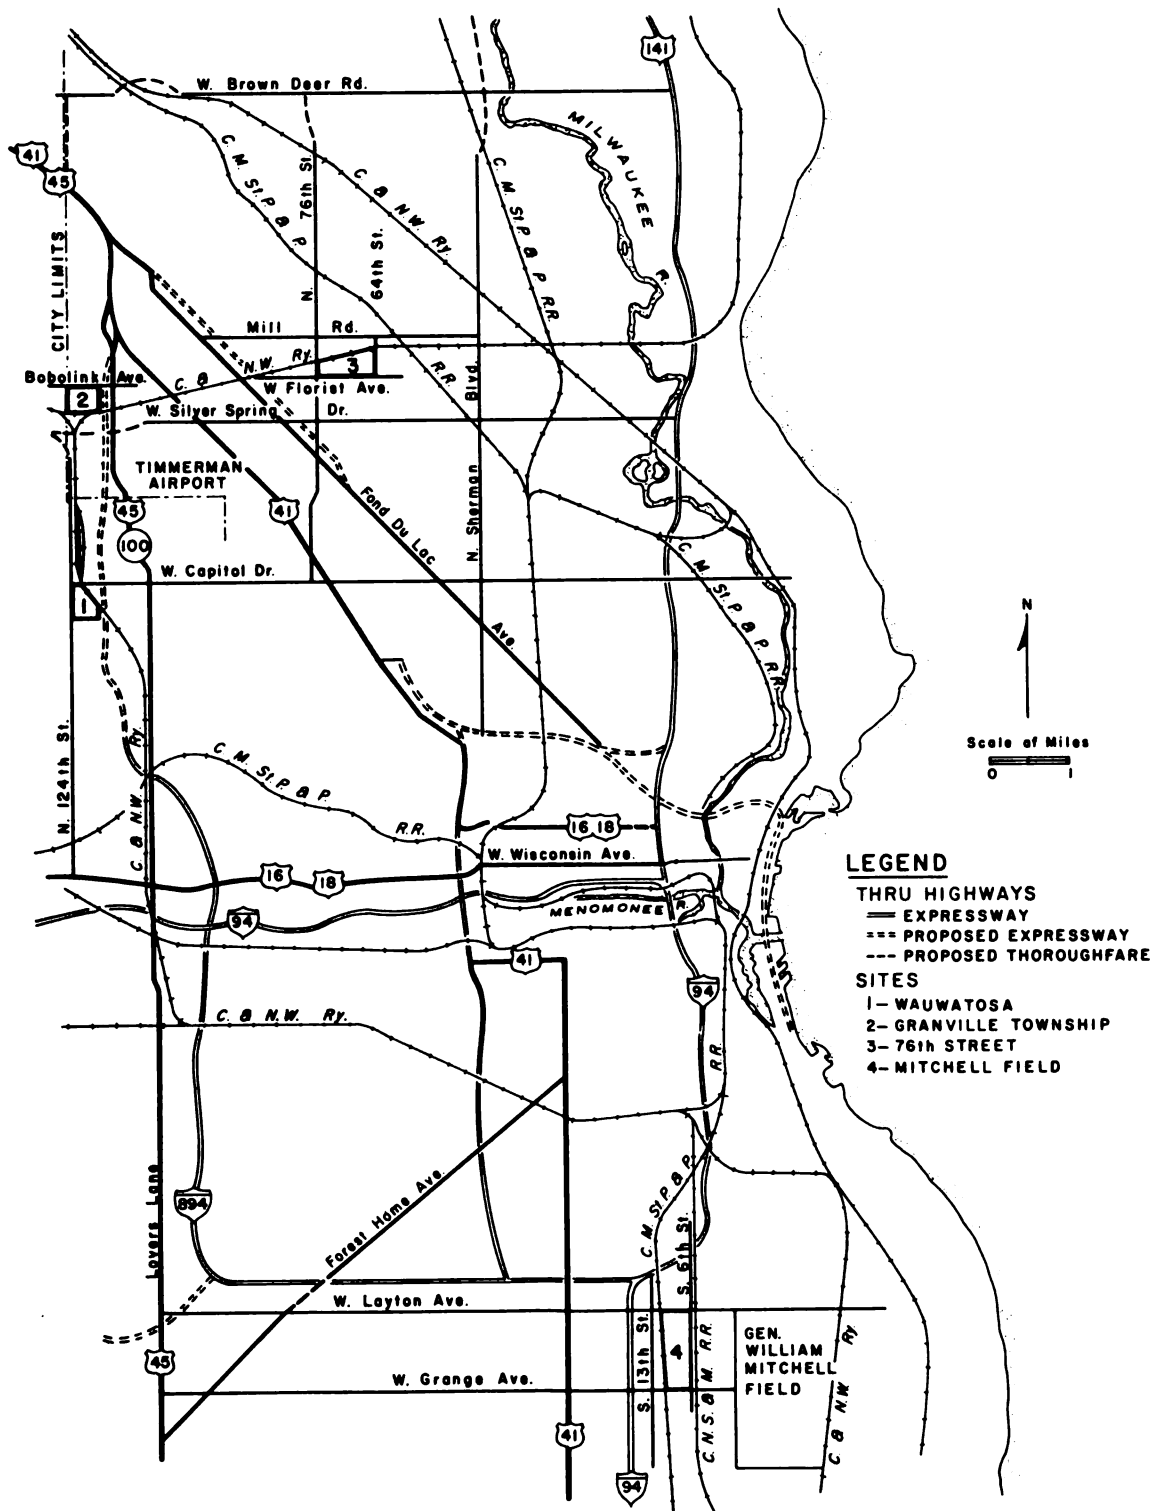 141
W. Brown Deer Rd.
MILWAUKEE R.
41
45
C. M. St. P. & P.
R.R.
76th St.
N.
C. & N.W. Ry.
C. M. St. P. & P. R.R.
64th St.
CITY LIMITS
Mill Rd.
C. & N.W. Ry.
3
Blvd.
N. Sherman
Bobolink Ave.
W. Florist Ave.
2
W. Silver Spring Dr.
TIMMERMAN
AIRPORT
45
41
Fond Du Lac
Ave.
100
W. Capitol Dr.
C. M. St. P. & P. R.R.
1
N
N. 124th St.
C. & N.W. Ry.
C. M. St. P. & P.
R.R.
Scale of Miles
0 1
16 18
W. Wisconsin Ave.
16
18
MENOMONEE R.
94
41
94
LEGEND
THRU HIGHWAYS
EXPRESSWAY
PROPOSED EXPRESSWAY
PROPOSED THOROUGHFARE
SITES
1- WAUWATOSA
2- GRANVILLE TOWNSHIP
3- 76th STREET
4- MITCHELL FIELD
C. & N.W. Ry.
R.R.
C. M. St. P. & P.
Lovers Lane
894
Forest Home Ave.
S. 6th St.
W. Layton Ave.
S. 13th St.
4
C. N. S. & M. R.R.
GEN.
WILLIAM
MITCHELL
FIELD
C. & N.W. Ry.
45
W. Grange Ave.
41
94